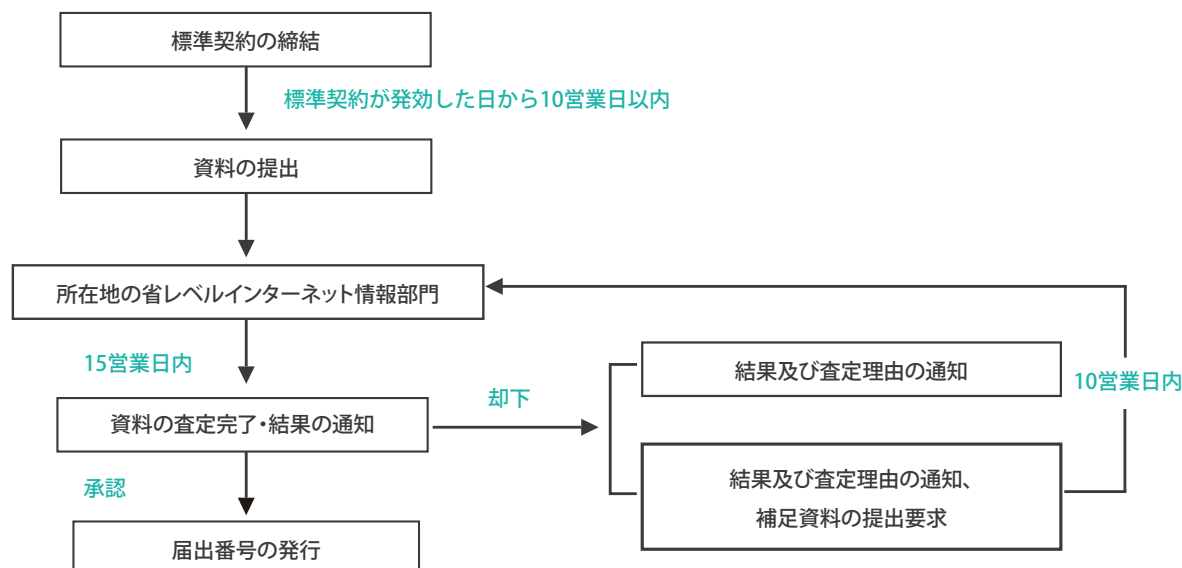 標準契約の締結
標準契約が発効した日から10営業日以内
資料の提出
所在地の省レベルインターネット情報部門
15営業日内
資料の査定完了・結果の通知
承認
届出番号の発行
却下
結果及び査定理由の通知
結果及び査定理由の通知、
補足資料の提出要求
10営業日内